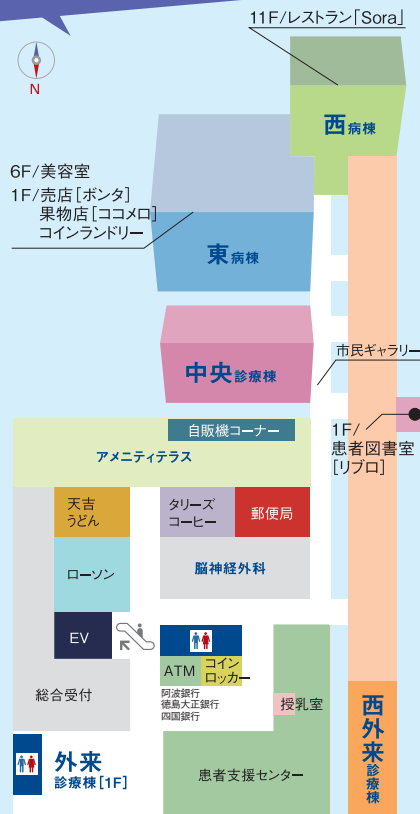 11F/レストラン「Sora」
N
西病棟
6F/美容室
1F/売店[ボンタ]
果物店[ココメロ]
コインランドリー
東病棟
中央診療棟
市民ギャラリー
自販機コーナー
1F/
患者図書室
[リブロ]
アメニティテラス
天吉
うどん
タリーズ
コーヒー
郵便局
ローソン
脳神経外科
EV
ATM
コイン
ロッカー
阿波銀行
徳島大正銀行
四国銀行
総合受付
授乳室
西外来診療棟
外来
診療棟[1F]
患者支援センター